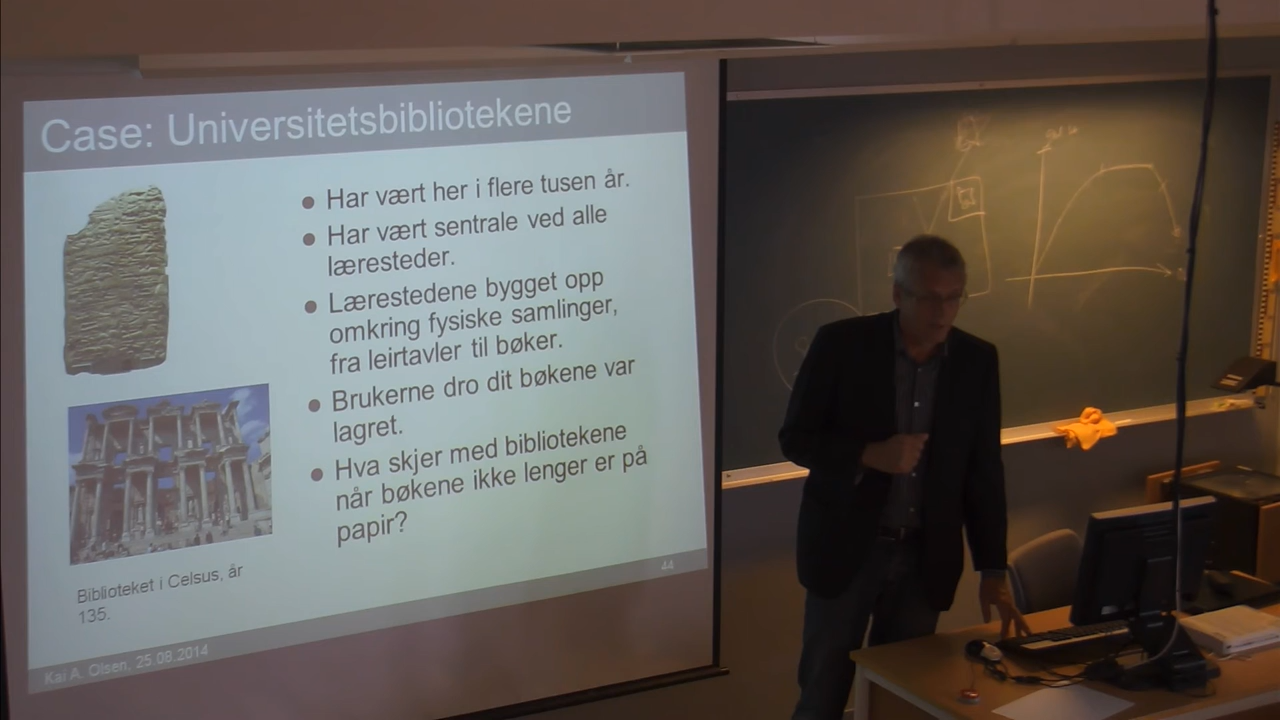 Case: Universitetsbibliotekene
Har vært her i flere tusen år.
Har vært sentrale ved alle
læresteder.
Lærestedene bygget opp
omkring fysiske samlinger,
fra leirtavler til bøker.
Brukerne dro dit bøkene var
lagret.
Hva skjer med bibliotekene
når bøkene ikke lenger er på
papir?
Biblioteket i Celsus, år
135.
44
Kai A. Olsen, 25.08.2014